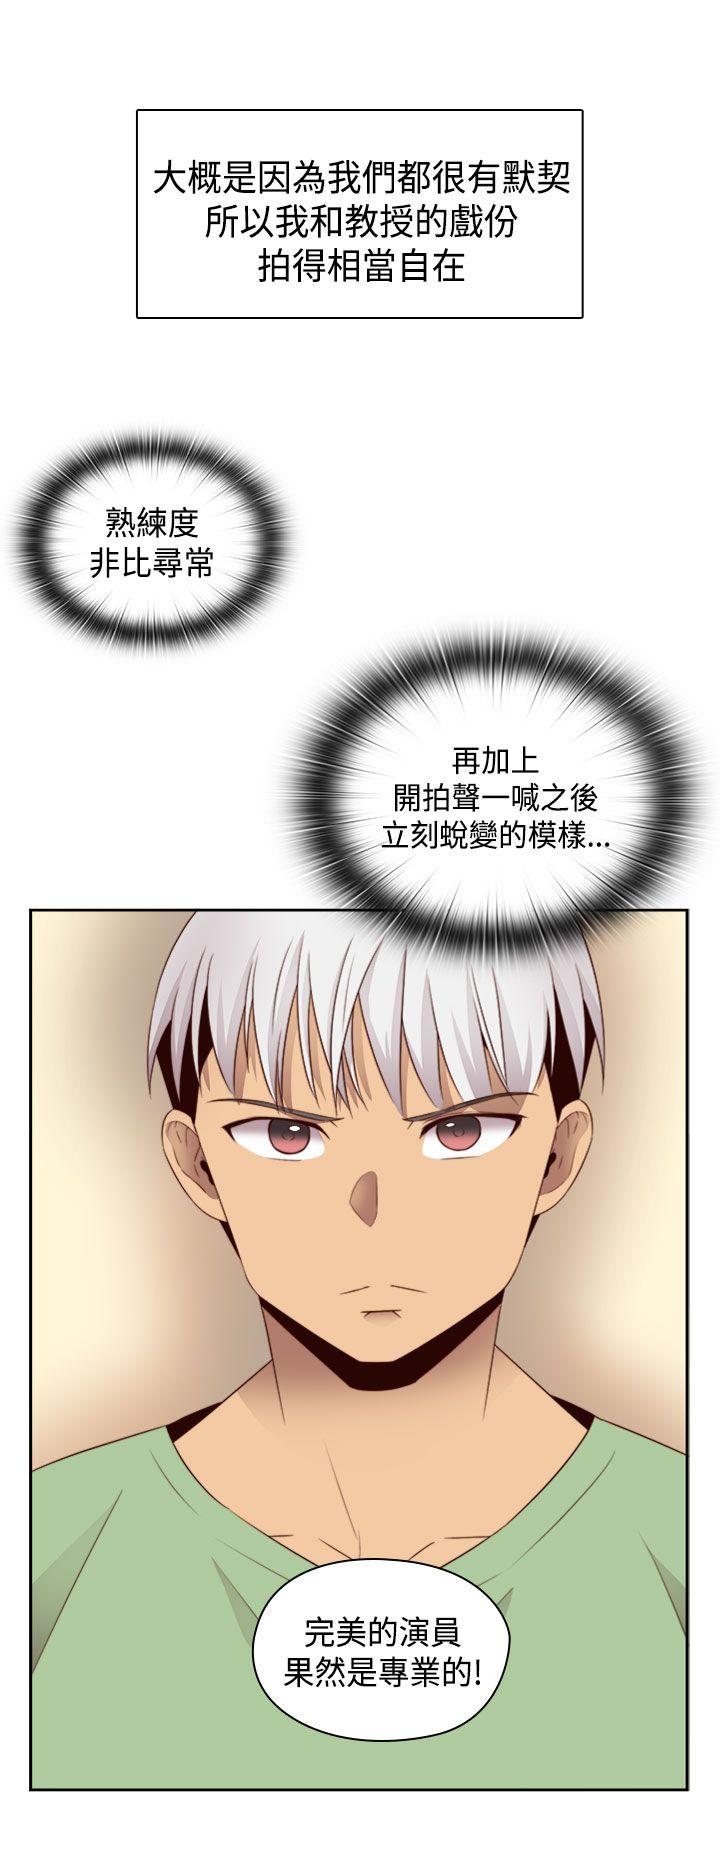 大概是因為我們都很有默契
所以我和教授的戲份
拍得相當自在
熟練度
非比尋常
再加上
開拍聲一喊之後
立刻蛻變的模樣...
完美的演員
果然是專業的!